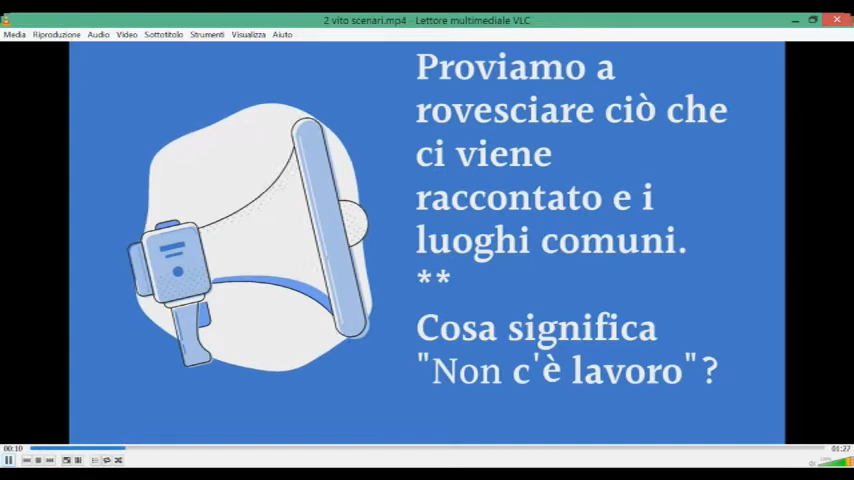 2 vito scenari.mp4 - Lettore multimediale VLC
Media Riproduzione Audio Video Sottotitolo Strumenti Visualizza Aiuto
Proviamo a
rovesciare ciò che
ci viene
raccontato e i
luoghi comuni.
**
Cosa significa
"Non c'è lavoro"?
00:10 01:27